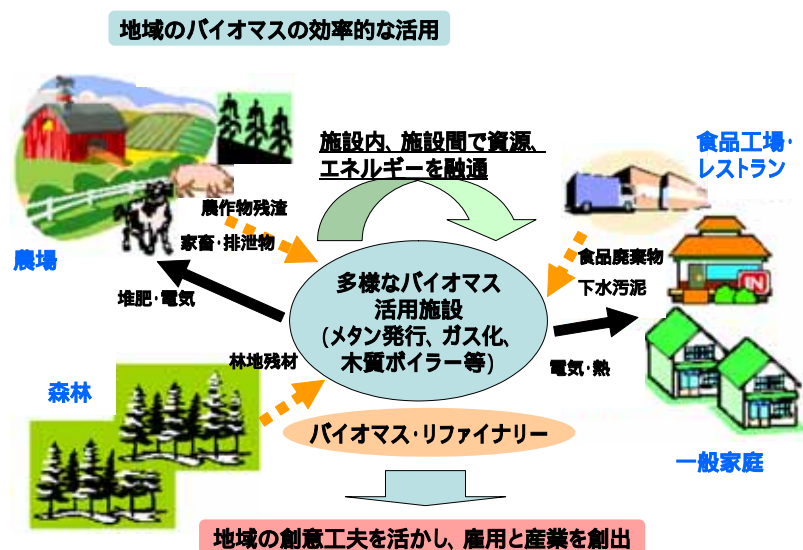 地域のバイオマスの効率的な活用
施設内、施設間で資源、
エネルギーを融通
食品工場・
レストラン
農作物残渣
家畜・排泄物
農場
堆肥・電気
食品廃棄物
下水汚泥
IN
多様なバイオマス
活用施設
(メタン発行、ガス化、
木質ボイラー等)
電気・熱
林地残材
森林
バイオマス・リファイナリー
一般家庭
地域の創意工夫を活かし、雇用と産業を創出